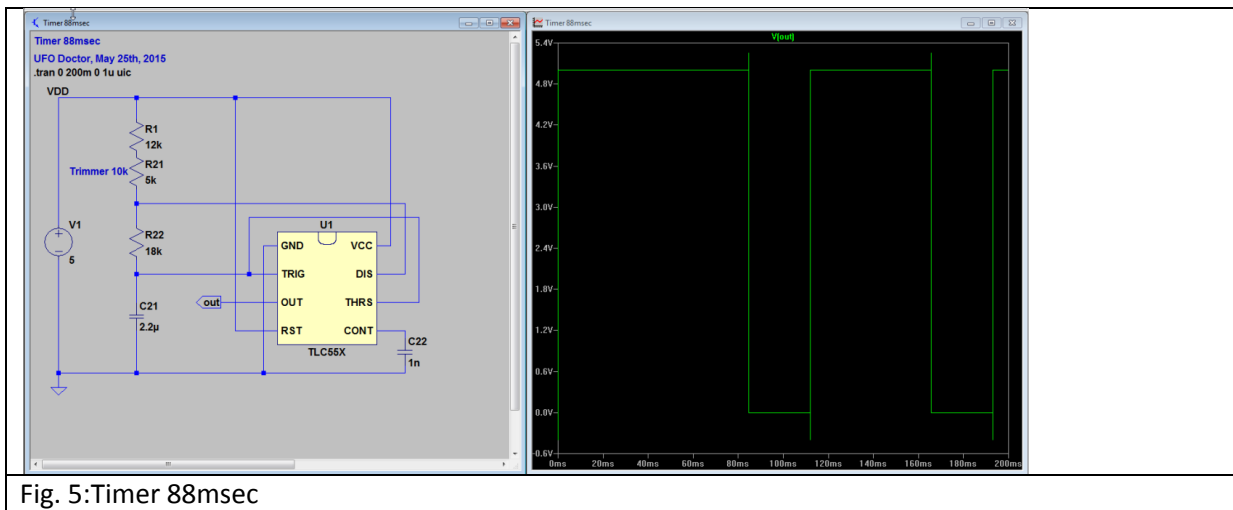 Timer 88msec
Timer 88msec
UFO Doctor, May 25th, 2015
.tran 0 200m 0 1u uic
VDD
R1
12k
Trimmer 10k
R21
5k
V1
5
R22
18k
C21
2.2µ
out
U1
GND VCC
TRIG DIS
OUT THRS
RST CONT
TLC55X
C22
1n
Timer 88msec
V(out)
5.4V
4.8V
4.2V
3.6V
3.0V
2.4V
1.8V
1.2V
0.6V
0.0V
-0.6V
0ms 20ms 40ms 60ms 80ms 100ms 120ms 140ms 160ms 180ms 200ms
Fig. 5:Timer 88msec